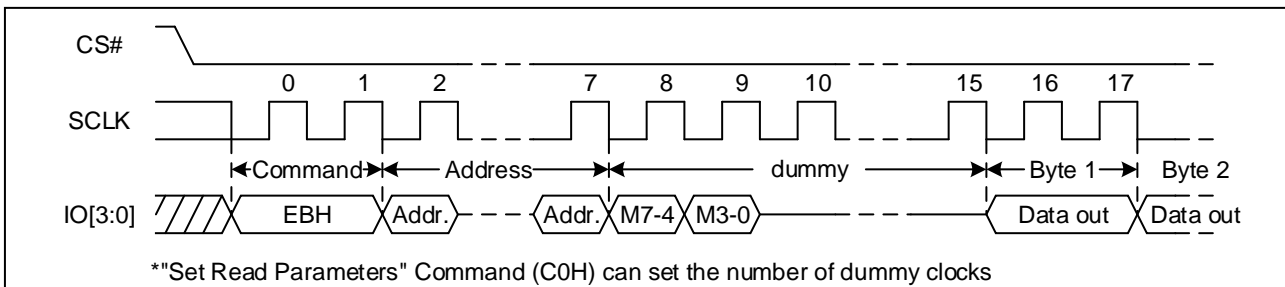 CS#
0 1 2 7 8 9 10 15 16 17
SCLK
Command Address dummy Byte 1 Byte 2
IO[3:0] EBH Addr. Addr. M7-4 M3-0 Data out Data out
*"Set Read Parameters" Command (C0H) can set the number of dummy clocks